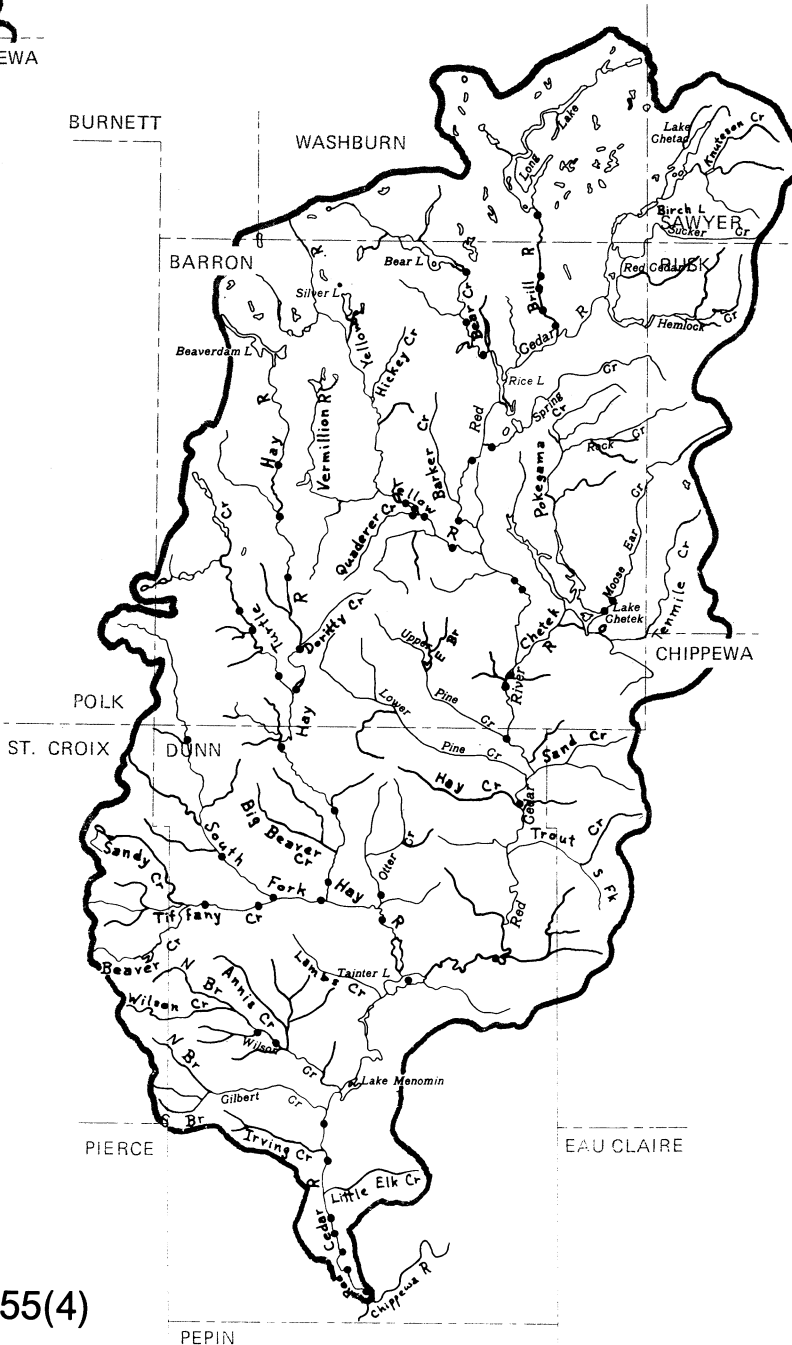 EWA
BURNETT
WASHBURN
Long Lake
Lake Chetac
Knuteson Cr
Birch L
SAWYER
Sucker Cr
BARRON
R
Bear L
RUSK
Red Cedar L
Silver L
Brill R
Bear Cr
Hemlock Cr
Yellow
Hickey Cr
Cedar R
Beaverdam L
Rice L
Vermillion R
Hay R
Barker Cr
Red
Spring Cr
Cr
Rock Cr
Pokegama
Quaderer Cr
Yellow R
Moose Ear Cr
Tenmile Cr
Turtle Cr
R
Doritty Cr
Chetek R
Lake Chetek
CHIPPEWA
Upper Pine Cr
E Br
River
POLK
Lower Pine Cr
Hay
ST. CROIX
DUNN
Sand Cr
Hay Cr
Cedar
Big Beaver Cr
Trout Cr
S Fk
South Fork Hay R
Otter Cr
Sandy Cr
Tiffany Cr
Red
Beaver Cr
N Br
Annis Cr
Lambs Cr
Tainter L
Wilson Cr
Wilson Cr
N Br
Lake Menomin
Gilbert Cr
S Br
PIERCE
Irving Cr
EAU CLAIRE
Little Elk Cr
Red Cedar R
Chippewa R
55(4)
PEPIN